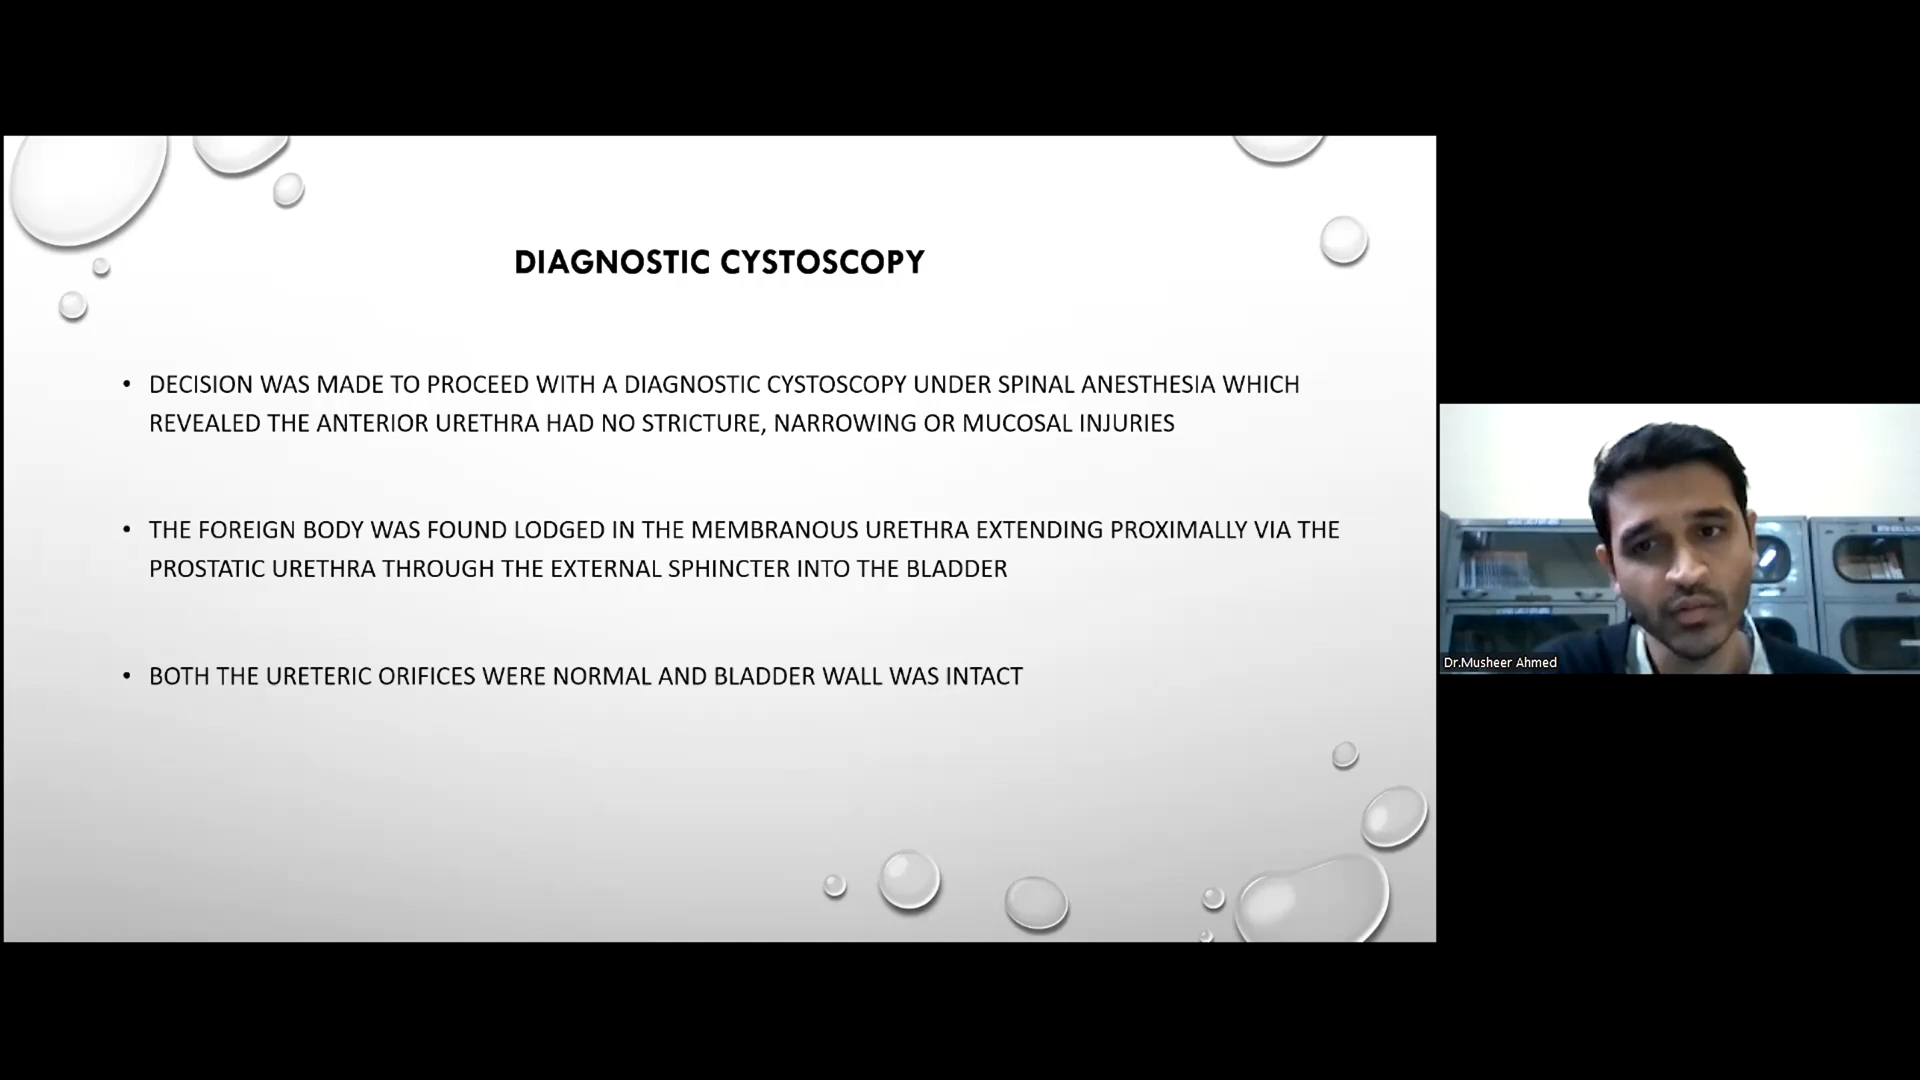 DIAGNOSTIC CYSTOSCOPY
• DECISION WAS MADE TO PROCEED WITH A DIAGNOSTIC CYSTOSCOPY UNDER SPINAL ANESTHESIA WHICH
REVEALED THE ANTERIOR URETHRA HAD NO STRICTURE, NARROWING OR MUCOSAL INJURIES
• THE FOREIGN BODY WAS FOUND LODGED IN THE MEMBRANOUS URETHRA EXTENDING PROXIMALLY VIA THE
PROSTATIC URETHRA THROUGH THE EXTERNAL SPHINCTER INTO THE BLADDER
• BOTH THE URETERIC ORIFICES WERE NORMAL AND BLADDER WALL WAS INTACT
Dr.Musheer Ahmed